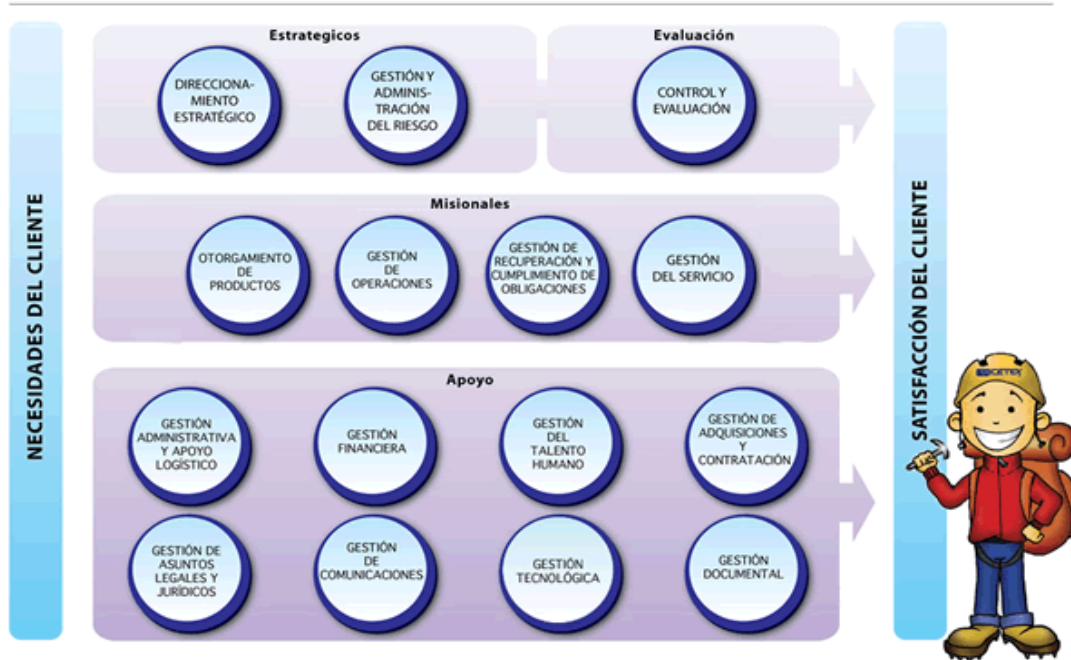 Estrategicos
Evaluación
DIRECCIONA-
MIENTO
ESTRATÉGICO
GESTIÓN Y
ADMINIS-
TRACIÓN
DEL RIESGO
CONTROL Y
EVALUACIÓN
NECESIDADES DEL CLIENTE
Misionales
OTORGAMIENTO
DE
PRODUCTOS
GESTIÓN
DE
OPERACIONES
GESTIÓN DE
RECUPERACIÓN Y
CUMPLIMIENTO DE
OBLIGACIONES
GESTIÓN
DEL SERVICIO
SATISFACCIÓN DEL CLIENTE
Apoyo
GESTIÓN
ADMINISTRATIVA
Y APOYO
LOGÍSTICO
GESTIÓN
FINANCIERA
GESTIÓN
DEL
TALENTO
HUMANO
GESTIÓN DE
ADQUISICIONES
Y
CONTRATACIÓN
GESTIÓN DE
ASUNTOS
LEGALES Y
JURÍDICOS
GESTIÓN
DE
COMUNICACIONES
GESTIÓN
TECNOLÓGICA
GESTIÓN
DOCUMENTAL